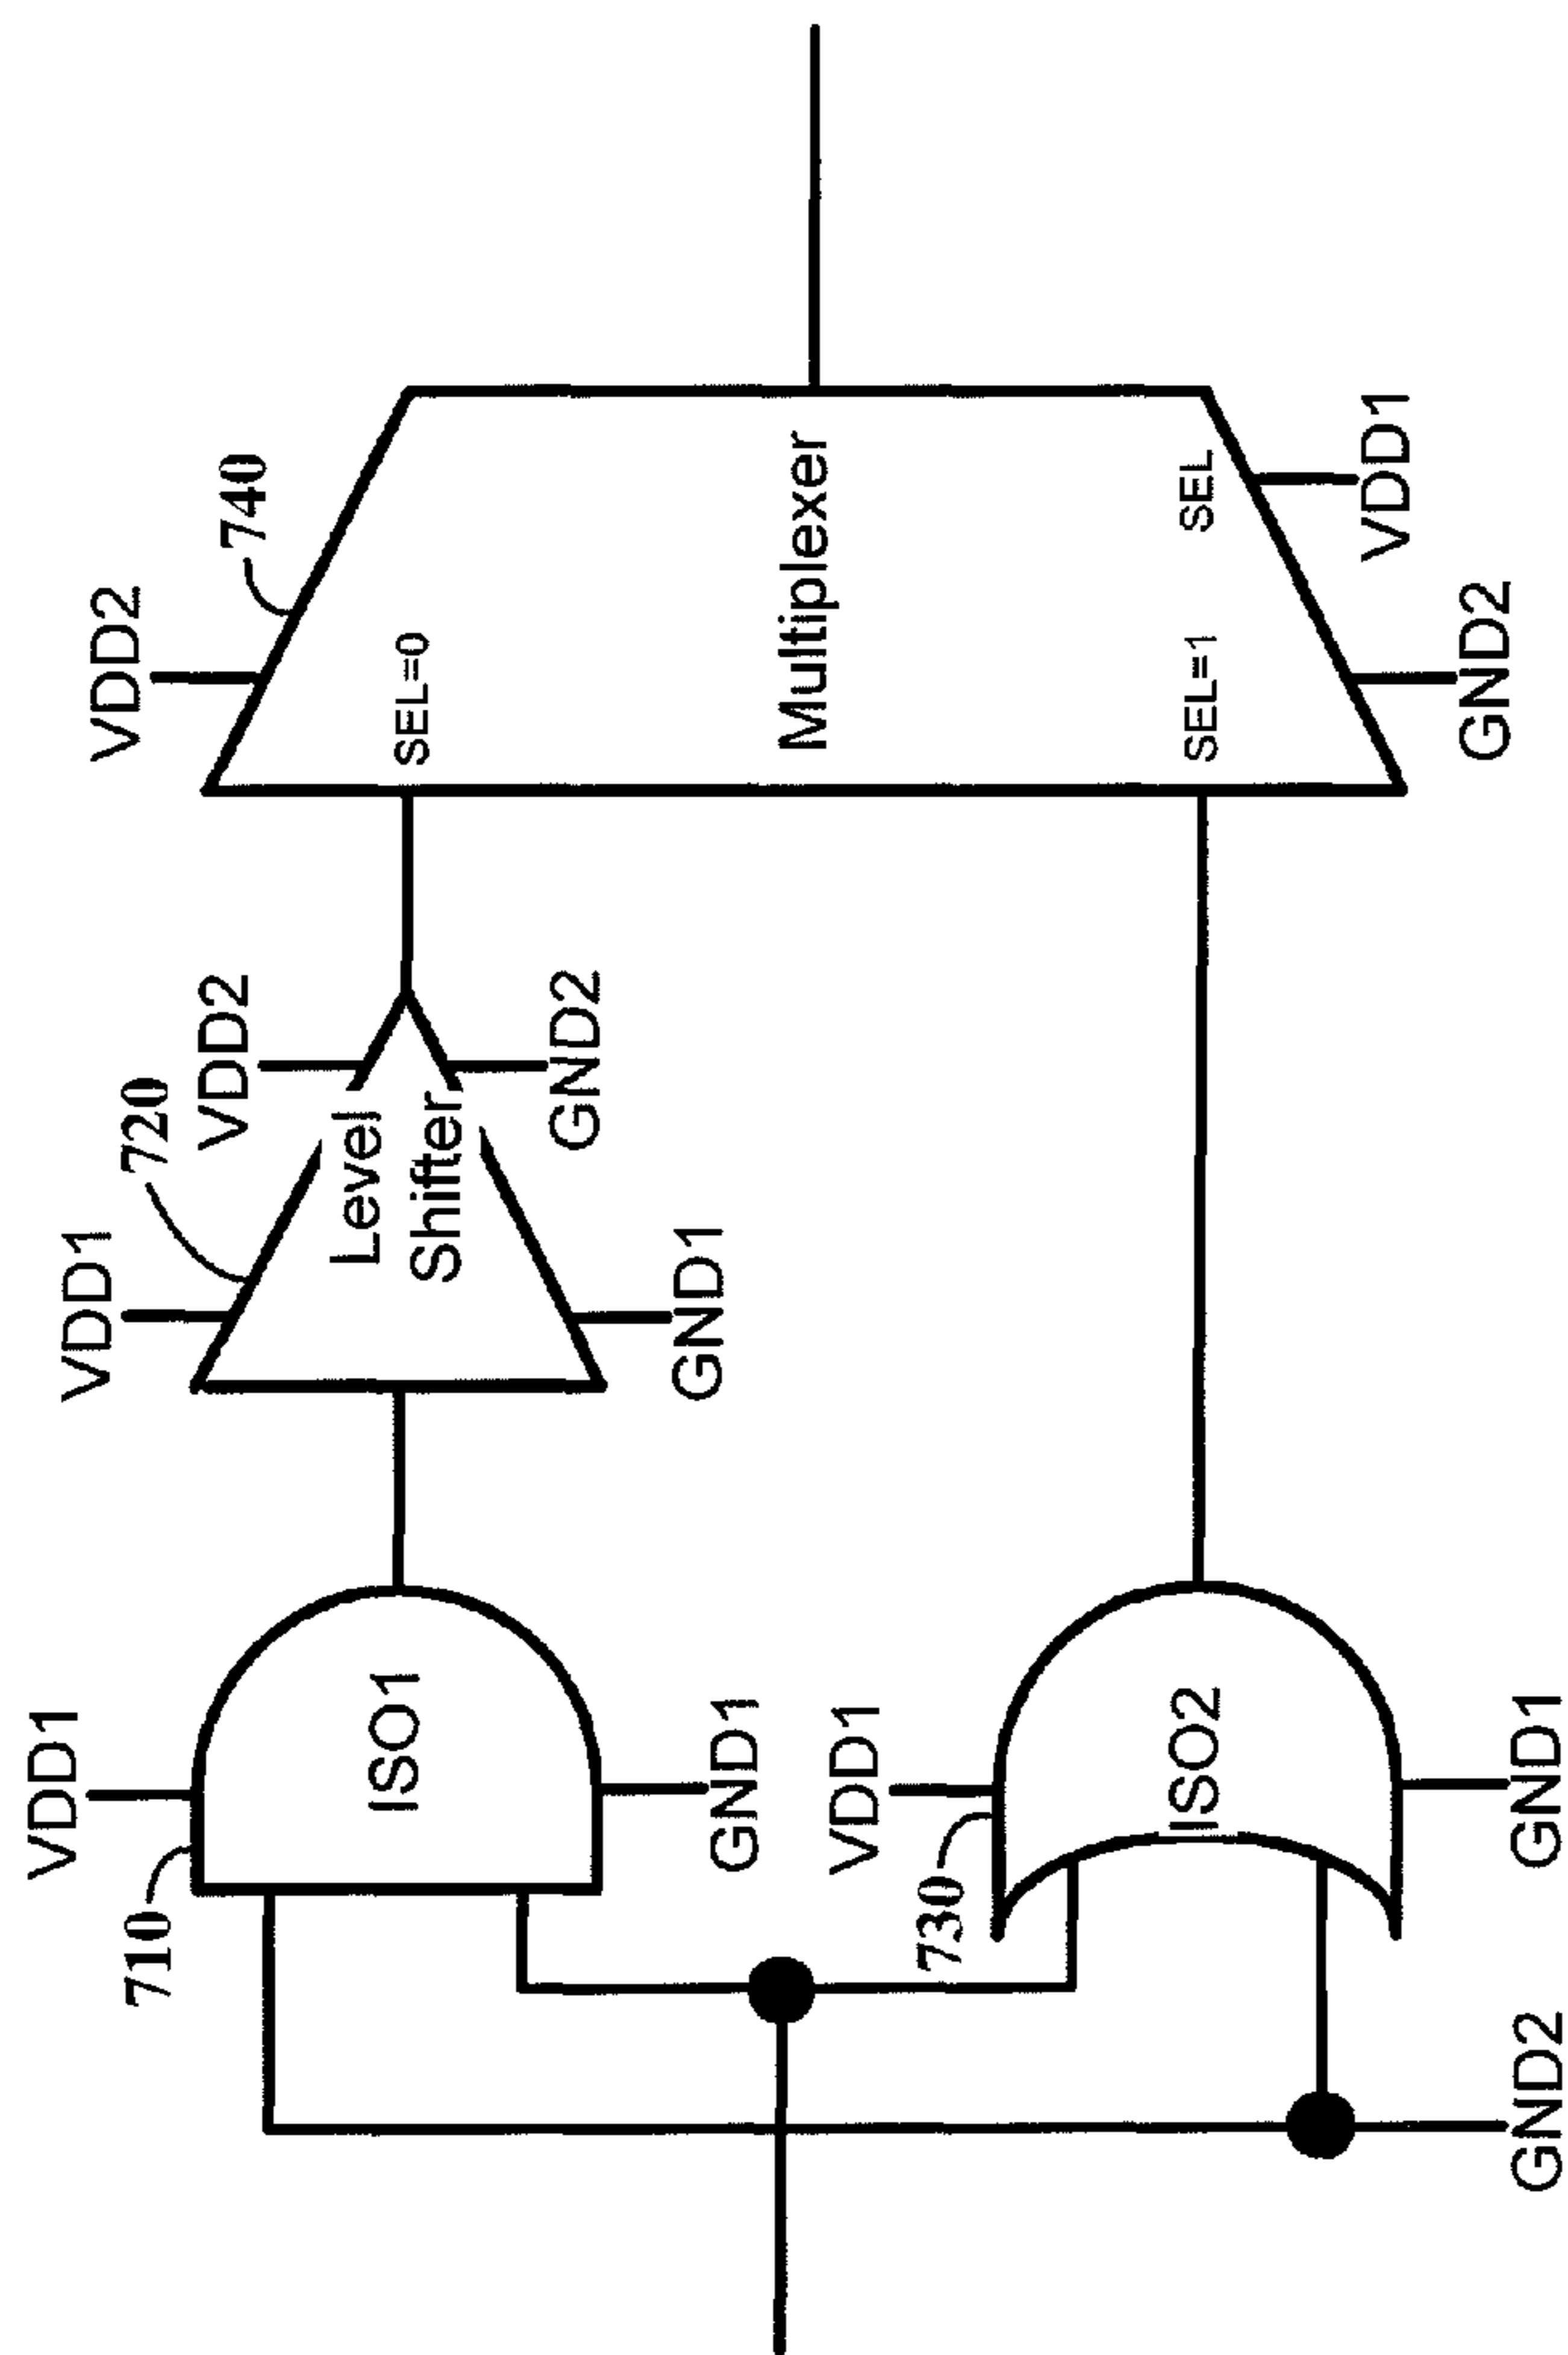 VDD1
710
ISO1
GND1
VDD1
720
VDD2
Level
Shifter
GND1
GND2
VDD2
740
SEL=0
Multiplexer
SEL=1
SEL
VDD1
GND2
VDD1
730
ISO2
GND1
GND2